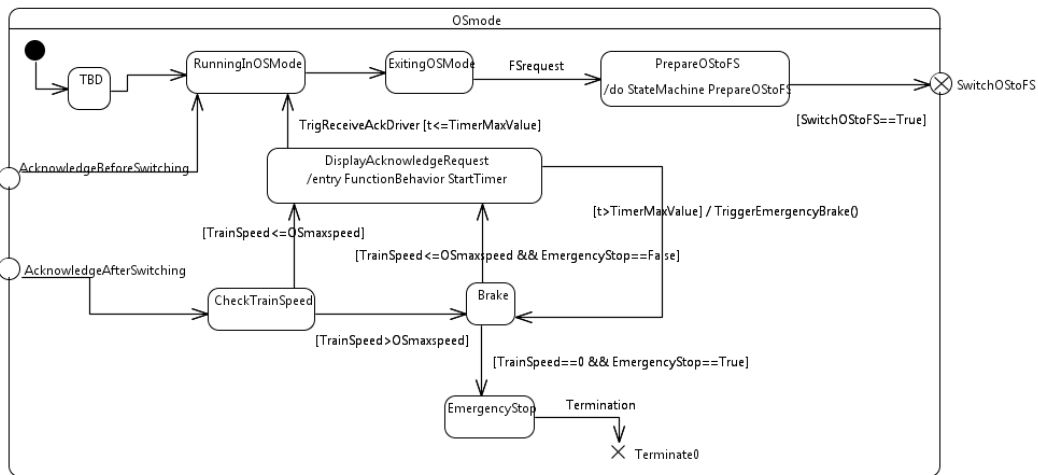 OSmode
TBD
RunningInOSMode
ExitingOSMode
FSrequest
PrepareOStoFS
/do StateMachine PrepareOStoFS
SwitchOStoFS
[SwitchOStoFS==True]
TrigReceiveAckDriver [t<=TimerMaxValue]
AcknowledgeBeforeSwitching
DisplayAcknowledgeRequest
/entry FunctionBehavior StartTimer
[t>TimerMaxValue] / TriggerEmergencyBrake()
[TrainSpeed<=OSmaxspeed]
[TrainSpeed<=OSmaxspeed && EmergencyStop==False]
AcknowledgeAfterSwitching
CheckTrainSpeed
Brake
[TrainSpeed>OSmaxspeed]
[TrainSpeed==0 && EmergencyStop==True]
EmergencyStop
Termination
Terminate0